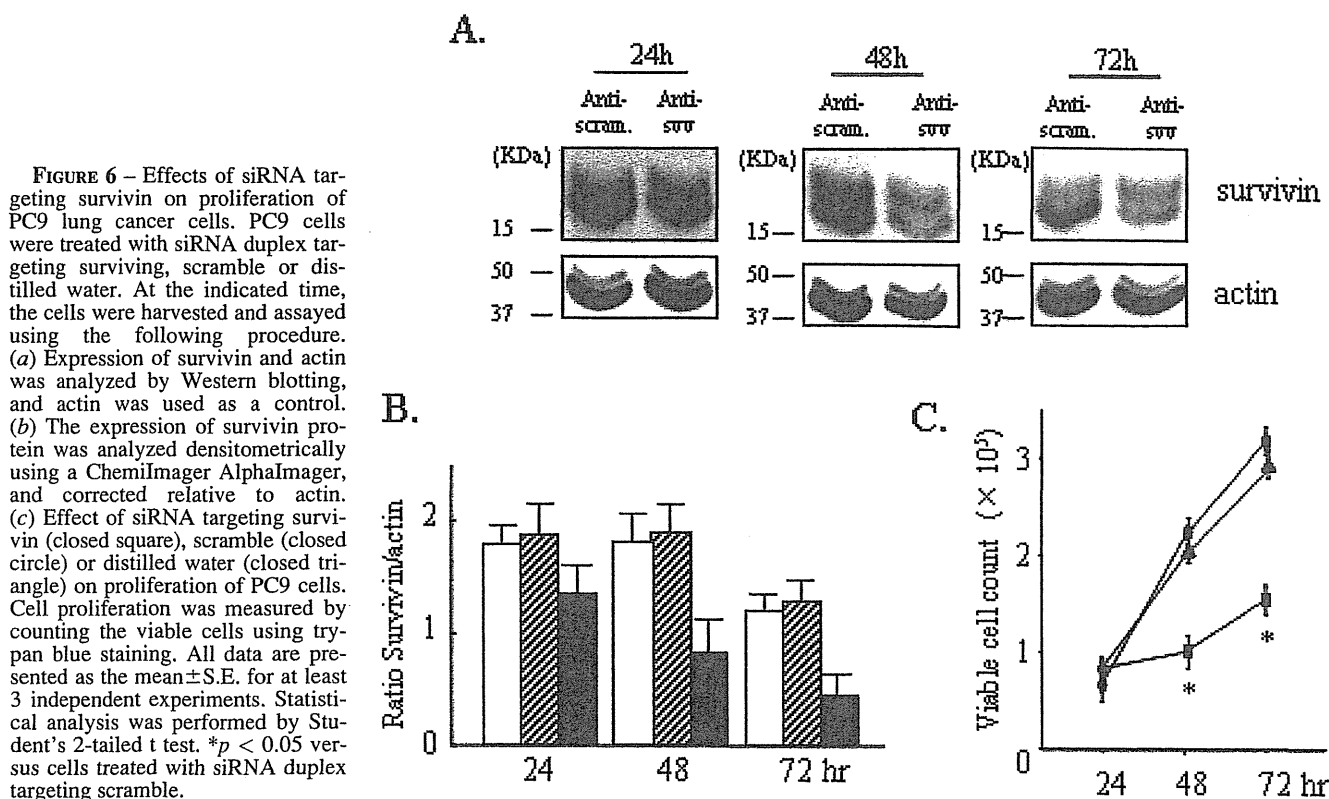 FIGURE 6 – Effects of siRNA tar-
geting survivin on proliferation of
PC9 lung cancer cells. PC9 cells
were treated with siRNA duplex tar-
geting surviving, scramble or dis-
tilled water. At the indicated time,
the cells were harvested and assayed
using the following procedure.
(a) Expression of survivin and actin
was analyzed by Western blotting,
and actin was used as a control.
(b) The expression of survivin pro-
tein was analyzed densitometrically
using a ChemiImager AlphaImager,
and corrected relative to actin.
(c) Effect of siRNA targeting survi-
vin (closed square), scramble (closed
circle) or distilled water (closed tri-
angle) on proliferation of PC9 cells.
Cell proliferation was measured by
counting the viable cells using try-
pan blue staining. All data are pre-
sented as the mean±S.E. for at least
3 independent experiments. Statisti-
cal analysis was performed by Stu-
dent's 2-tailed t test. *p < 0.05 ver-
sus cells treated with siRNA duplex
targeting scramble.
A.
24h 48h 72h
Anti- Anti- Anti- Anti- Anti- Anti-
scram. svv scram. svv scram. svv
(KDa) (KDa) (KDa)
survivin
15 — 15 — 15 —
50 — 50 — 50 —
actin
37 — 37 — 37 —
B.
Ratio Survivin/actin
2
1
0
24 48 72 hr
C.
Viable cell count (× 10⁵)
3
2
1
0
* *
24 48 72 hr